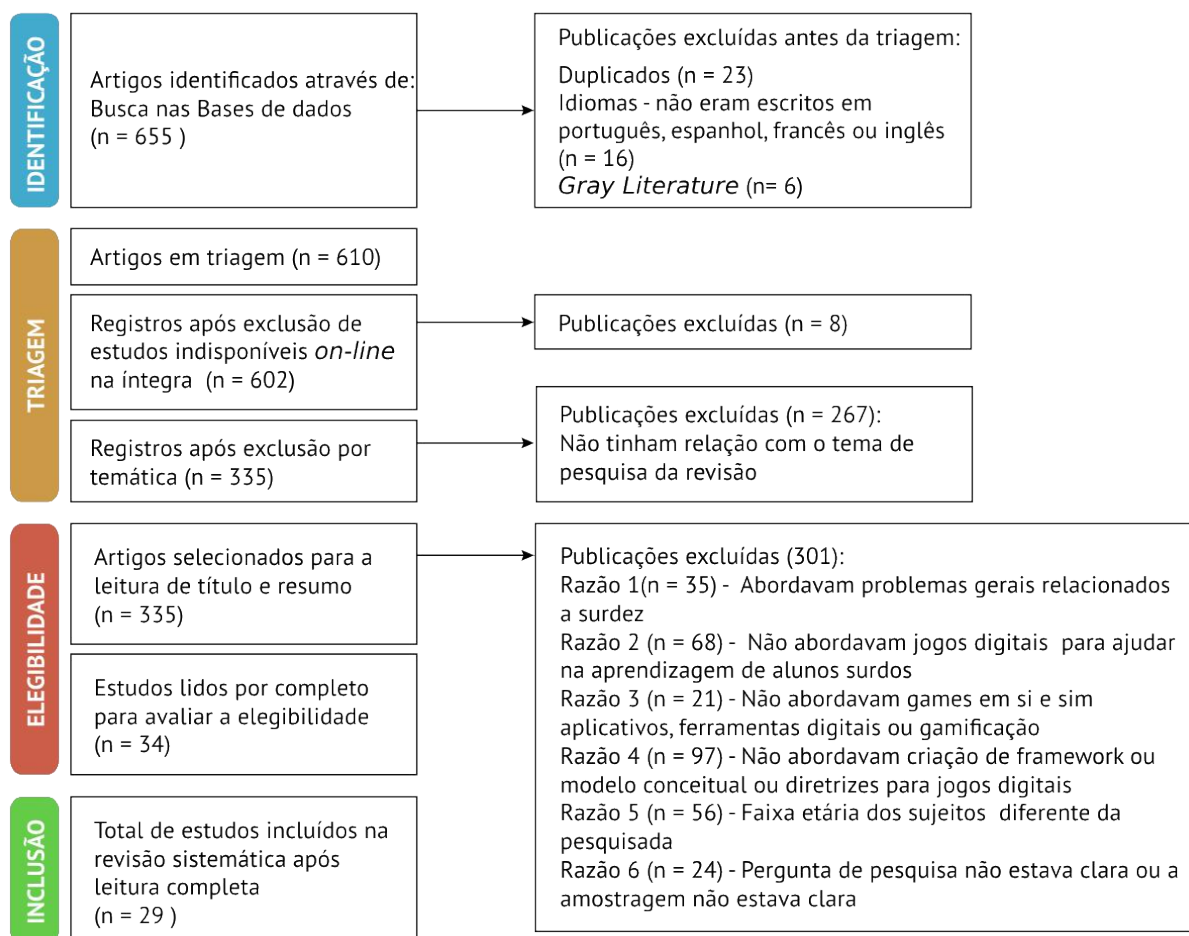 IDENTIFICAÇÃO
Artigos identificados através de:
Busca nas Bases de dados
(n = 655 )
Publicações excluídas antes da triagem:
Duplicados (n = 23)
Idiomas - não eram escritos em
português, espanhol, francês ou inglês
(n = 16)
Gray Literature (n= 6)
TRIAGEM
Artigos em triagem (n = 610)
Registros após exclusão de
estudos indisponíveis on-line
na íntegra (n = 602)
Publicações excluídas (n = 8)
Registros após exclusão por
temática (n = 335)
Publicações excluídas (n = 267):
Não tinham relação com o tema de
pesquisa da revisão
ELEGIBILIDADE
Artigos selecionados para a
leitura de título e resumo
(n = 335)
Estudos lidos por completo
para avaliar a elegibilidade
(n = 34)
Publicações excluídas (301):
Razão 1(n = 35) - Abordavam problemas gerais relacionados
a surdez
Razão 2 (n = 68) - Não abordavam jogos digitais para ajudar
na aprendizagem de alunos surdos
Razão 3 (n = 21) - Não abordavam games em si e sim
aplicativos, ferramentas digitais ou gamificação
Razão 4 (n = 97) - Não abordavam criação de framework ou
modelo conceitual ou diretrizes para jogos digitais
Razão 5 (n = 56) - Faixa etária dos sujeitos diferente da
pesquisada
Razão 6 (n = 24) - Pergunta de pesquisa não estava clara ou a
amostragem não estava clara
INCLUSÃO
Total de estudos incluídos na
revisão sistemática após
leitura completa
(n = 29 )